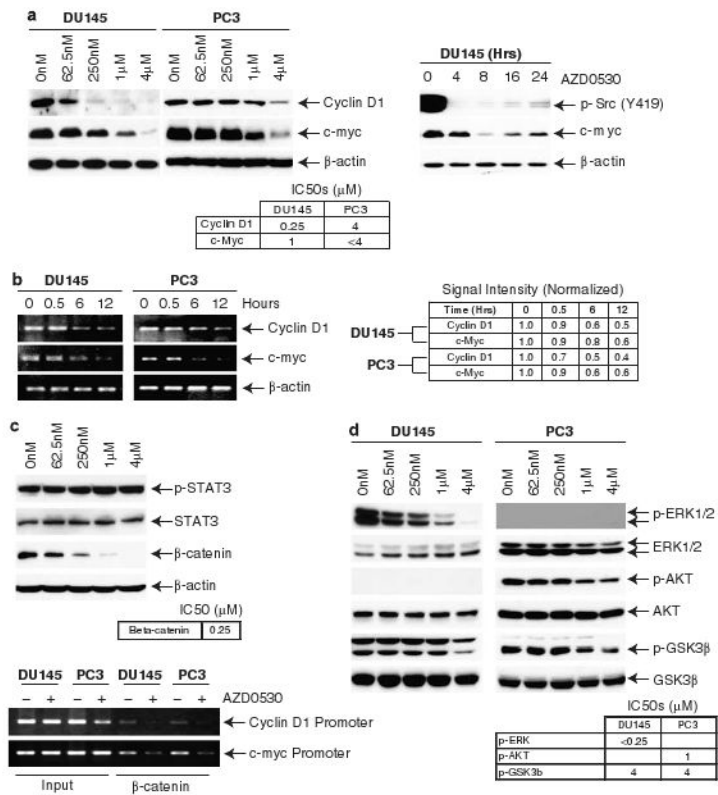 a
DU145
PC3
0nM 62.5nM 250nM 1μM 4μM 0nM 62.5nM 250nM 1μM 4μM
Cyclin D1
c-myc
β-actin
DU145 (Hrs)
0 4 8 16 24 AZD0530
p-Src (Y419)
c-myc
β-actin
IC50s (μM)
DU145 PC3
Cyclin D1 0.25 4
c-Myc 1 <4
b
DU145 PC3
0 0.5 6 12 0 0.5 6 12 Hours
Cyclin D1
c-myc
β-actin
Signal Intensity (Normalized)
Time (Hrs) 0 0.5 6 12
DU145
Cyclin D1 1.0 0.9 0.6 0.5
c-Myc 1.0 0.9 0.8 0.6
PC3
Cyclin D1 1.0 0.7 0.5 0.4
c-Myc 1.0 0.9 0.6 0.6
c
0nM 62.5nM 250nM 1μM 4μM
p-STAT3
STAT3
β-catenin
β-actin
IC50 (μM)
Beta-catenin 0.25
DU145 PC3 DU145 PC3
– + – + – + – + AZD0530
Cyclin D1 Promoter
c-myc Promoter
Input β-catenin
d
DU145 PC3
0nM 62.5nM 250nM 1μM 4μM 0nM 62.5nM 250nM 1μM 4μM
p-ERK1/2
ERK1/2
p-AKT
AKT
p-GSK3β
GSK3β
IC50s (μM)
DU145 PC3
p-ERK <0.25
p-AKT 1
p-GSK3b 4 4